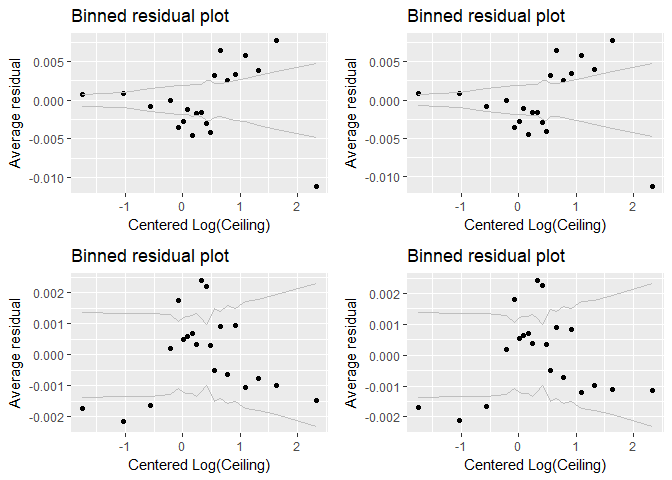 Binned residual plot
Average residual
0.005
0.000
-0.005
-0.010
-1
0
1
2
Centered Log(Ceiling)
Binned residual plot
Average residual
0.005
0.000
-0.005
-0.010
-1
0
1
2
Centered Log(Ceiling)
Binned residual plot
Average residual
0.002
0.001
0.000
-0.001
-0.002
-1
0
1
2
Centered Log(Ceiling)
Binned residual plot
Average residual
0.002
0.001
0.000
-0.001
-0.002
-1
0
1
2
Centered Log(Ceiling)